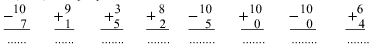 10 9 3 8 10 10 10 6
− + + + − + − +
7 1 5 2 5 0 0 4
...... ...... ....... ....... ....... ....... ....... .......